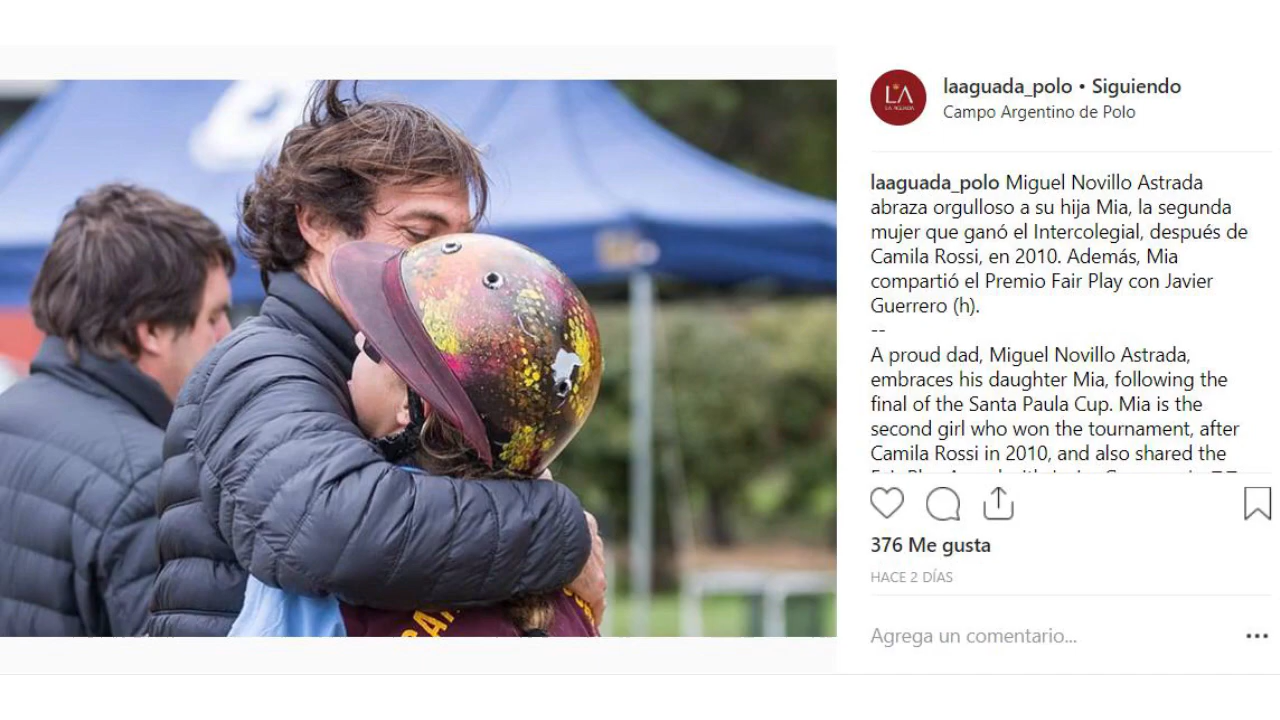 L'A
LA AGUADA
laaguada_polo • Siguiendo
Campo Argentino de Polo
laaguada_polo Miguel Novillo Astrada
abraza orgulloso a su hija Mia, la segunda
mujer que ganó el Intercolegial, después de
Camila Rossi, en 2010. Además, Mia
compartió el Premio Fair Play con Javier
Guerrero (h).
--
A proud dad, Miguel Novillo Astrada,
embraces his daughter Mia, following the
final of the Santa Paula Cup. Mia is the
second girl who won the tournament, after
Camila Rossi in 2010, and also shared the
376 Me gusta
HACE 2 DÍAS
Agrega un comentario...